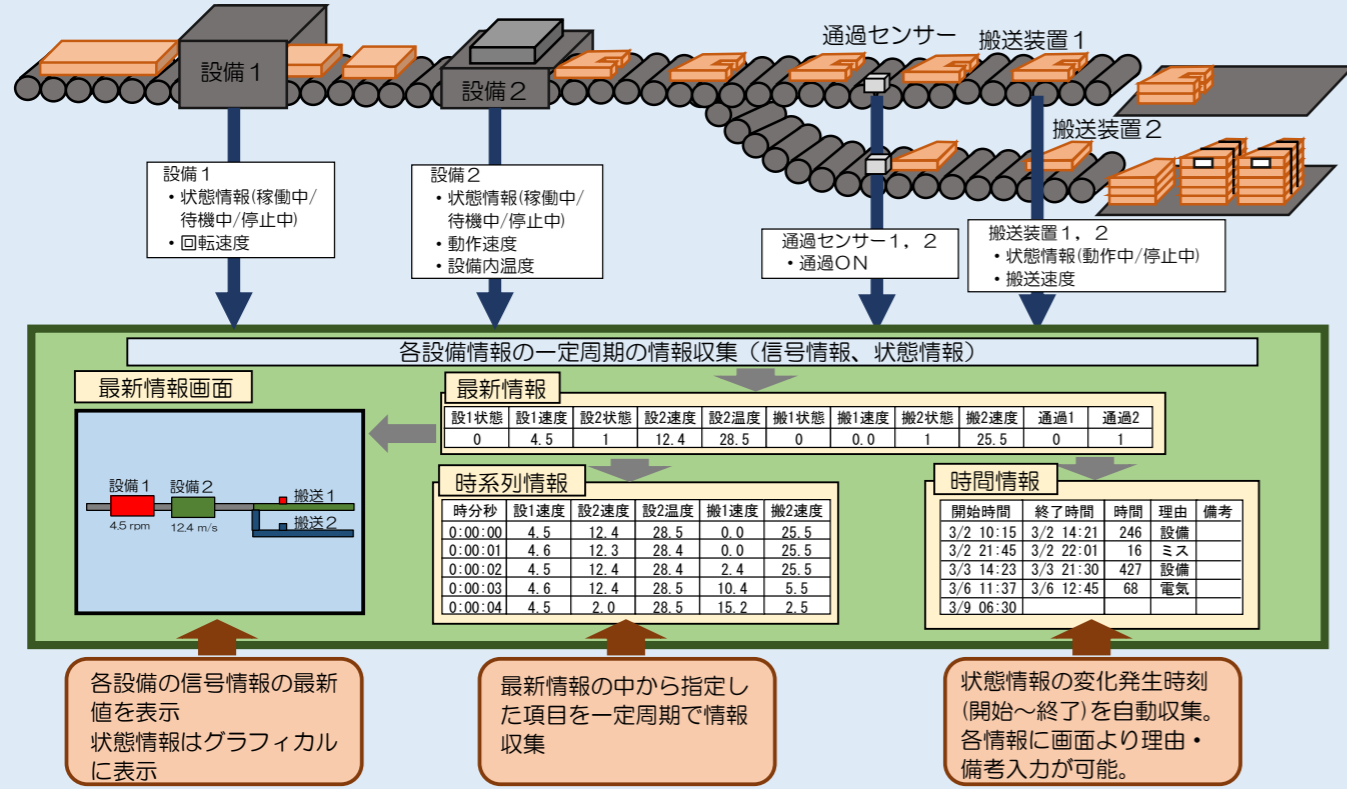 通過センサー
搬送装置1
設備1
設備2
搬送装置2
設備1
・状態情報(稼働中/
待機中/停止中)
・回転速度
設備2
・状態情報(稼働中/
待機中/停止中)
・動作速度
・設備内温度
通過センサー1，2
・通過ON
搬送装置1，2
・状態情報(動作中/停止中)
・搬送速度
各設備情報の一定周期の情報収集（信号情報、状態情報）
最新情報画面
設備1 設備2
搬送1
搬送2
4.5 rpm 12.4 m/s
最新情報
設1状態 設1速度 設2状態 設2速度 設2温度 搬1状態 搬1速度 搬2状態 搬2速度 通過1 通過2
0 4.5 1 12.4 28.5 0 0.0 1 25.5 0 1
時系列情報
時分秒 設1速度 設2速度 設2温度 搬1速度 搬2速度
0:00:00 4.5 12.4 28.5 0.0 25.5
0:00:01 4.6 12.3 28.4 0.0 25.5
0:00:02 4.5 12.4 28.4 2.4 25.5
0:00:03 4.6 12.4 28.5 10.4 5.5
0:00:04 4.5 2.0 28.5 15.2 2.5
時間情報
開始時間 終了時間 時間 理由 備考
3/2 10:15 3/2 14:21 246 設備
3/2 21:45 3/2 22:01 16 ミス
3/3 14:23 3/3 21:30 427 設備
3/6 11:37 3/6 12:45 68 電気
3/9 06:30
各設備の信号情報の最新
値を表示
状態情報はグラフィカル
に表示
最新情報の中から指定し
た項目を一定周期で情報
収集
状態情報の変化発生時刻
(開始～終了)を自動収集。
各情報に画面より理由・
備考入力が可能。